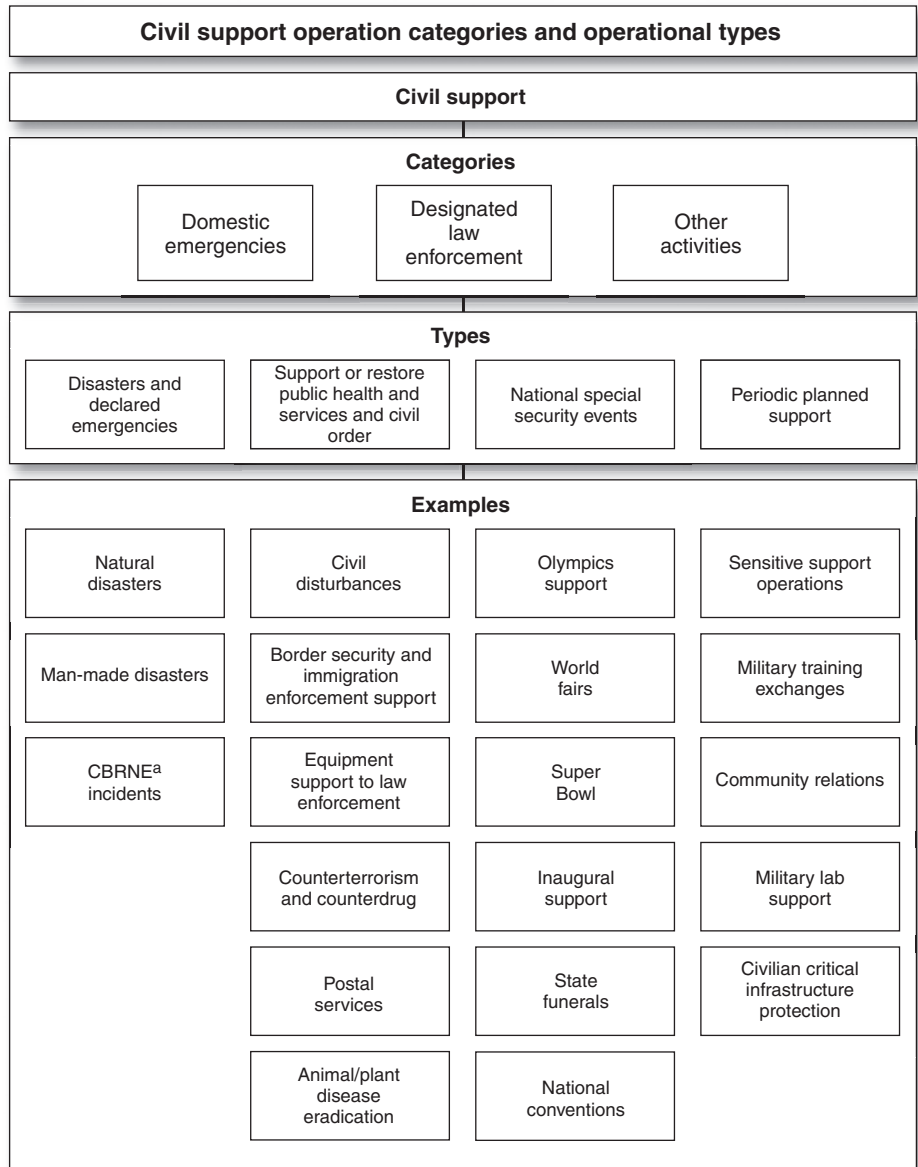 Civil support operation categories and operational types
Civil support
Categories
Domestic
emergencies
Designated
law
enforcement
Other
activities
Types
Disasters and
declared
emergencies
Support or restore
public health and
services and civil
order
National special
security events
Periodic planned
support
Examples
Natural
disasters
Civil
disturbances
Olympics
support
Sensitive support
operations
Man-made disasters
Border security and
immigration
enforcement support
World
fairs
Military training
exchanges
CBRNEa
incidents
Equipment
support to law
enforcement
Super
Bowl
Community relations
Counterterrorism
and counterdrug
Inaugural
support
Military lab
support
Postal
services
State
funerals
Civilian critical
infrastructure
protection
Animal/plant
disease
eradication
National
conventions